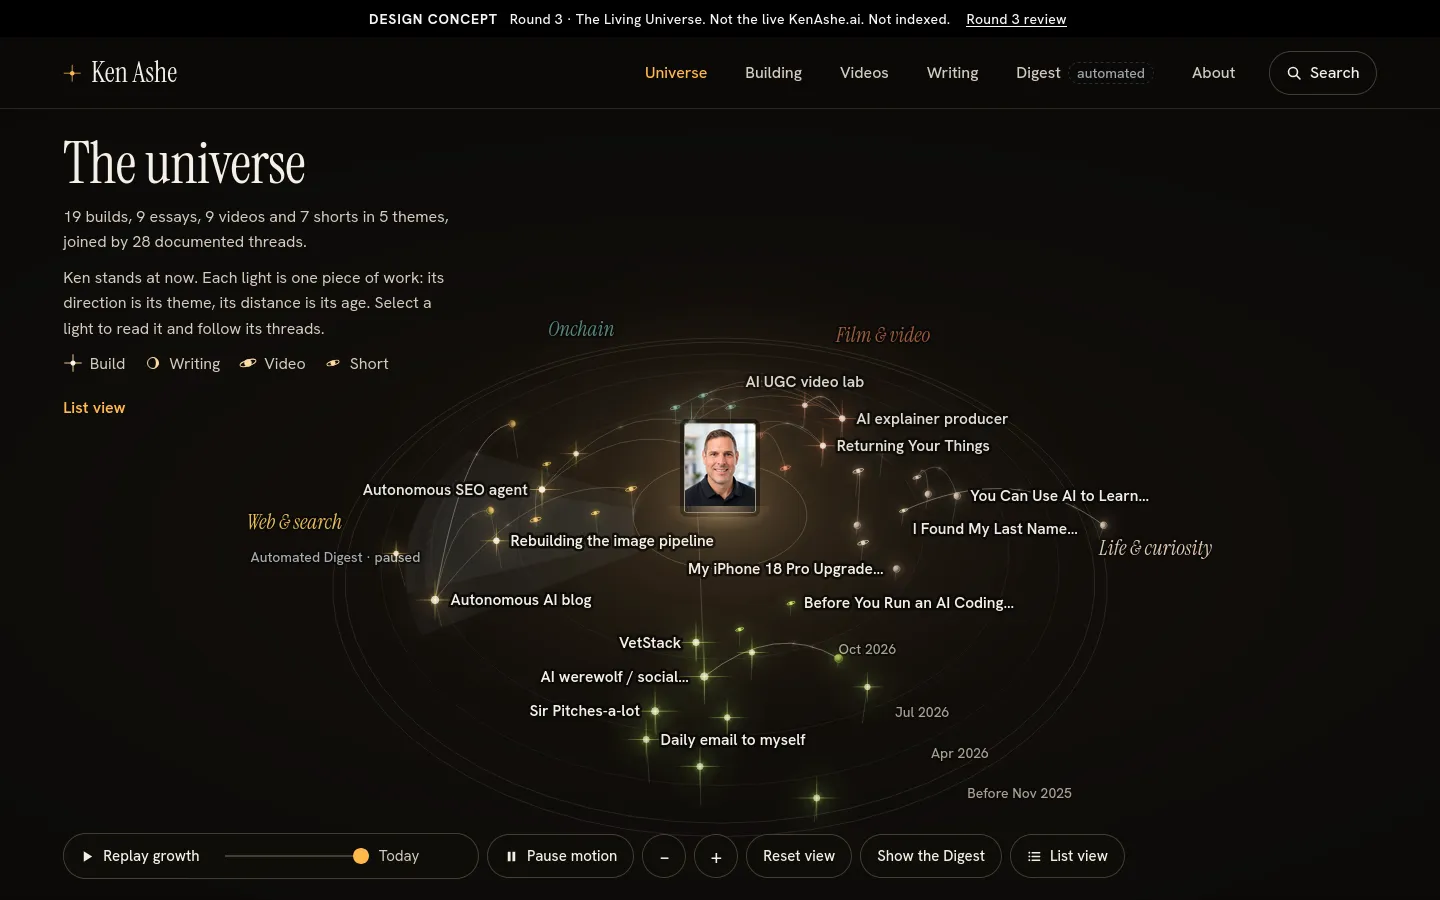 DESIGN CONCEPT Round 3 · The Living Universe. Not the live KenAshe.ai. Not indexed. Round 3 review
Ken Ashe
Universe Building Videos Writing Digest automated About Search
The universe
19 builds, 9 essays, 9 videos and 7 shorts in 5 themes,
joined by 28 documented threads.
Ken stands at now. Each light is one piece of work: its
direction is its theme, its distance is its age. Select a
light to read it and follow its threads.
Build Writing Video Short
List view
Onchain
Film & video
AI UGC video lab
AI explainer producer
Returning Your Things
Autonomous SEO agent
You Can Use AI to Learn...
Web & search
I Found My Last Name...
Rebuilding the image pipeline
Life & curiosity
Automated Digest · paused
My iPhone 18 Pro Upgrade...
Autonomous AI blog
Before You Run an AI Coding...
VetStack
Oct 2026
AI werewolf / social...
Sir Pitches-a-lot
Jul 2026
Daily email to myself
Apr 2026
Before Nov 2025
Replay growth Today Pause motion − + Reset view Show the Digest List view